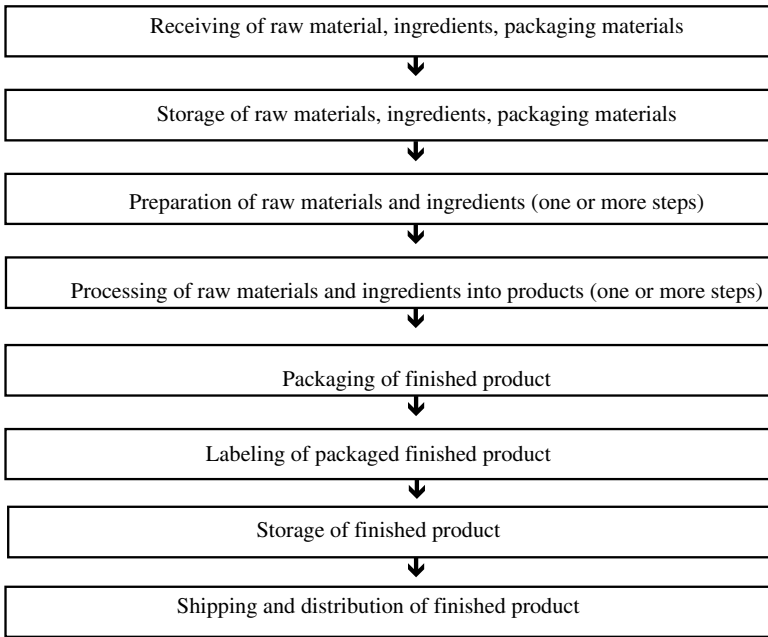 Receiving of raw material, ingredients, packaging materials
Storage of raw materials, ingredients, packaging materials
Preparation of raw materials and ingredients (one or more steps)
Processing of raw materials and ingredients into products (one or more steps)
Packaging of finished product
Labeling of packaged finished product
Storage of finished product
Shipping and distribution of finished product